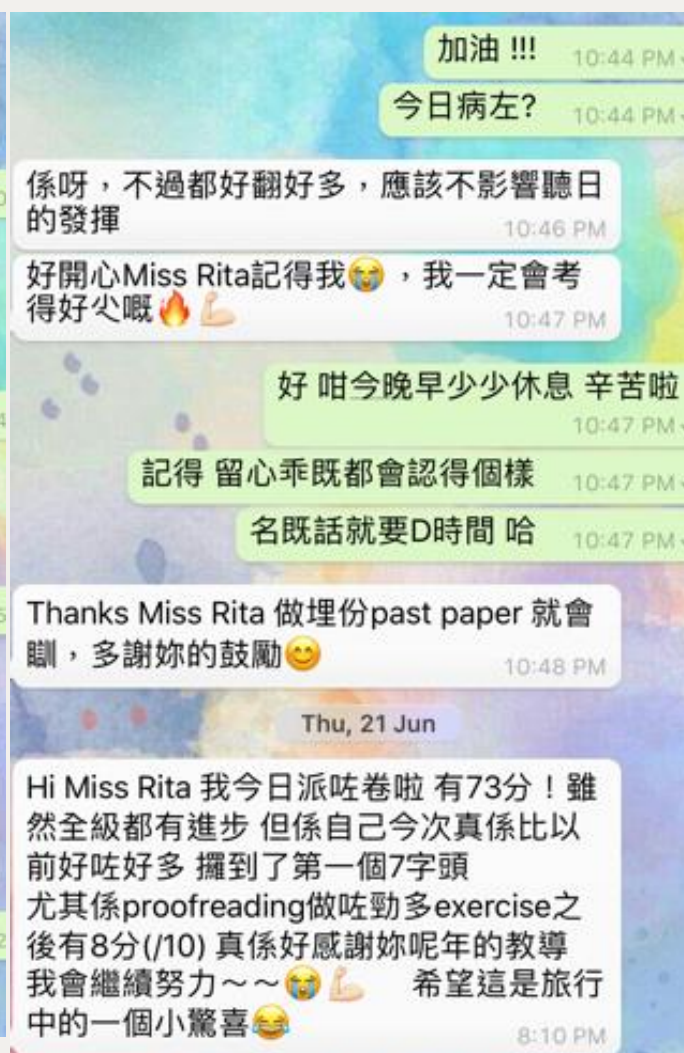 加油 !!! 10:44 PM
今日病左? 10:44 PM
係呀，不過都好翻好多，應該不影響聽日
的發揮 10:46 PM
好開心Miss Rita記得我😭，我一定會考
得好尐嘅🔥💪🏻 10:47 PM
好 咁今晚早少少休息 辛苦啦
10:47 PM
記得 留心乖既都會認得個樣 10:47 PM
名既話就要D時間 哈 10:47 PM
Thanks Miss Rita 做埋份past paper 就會
瞓，多謝妳的鼓勵😊 10:48 PM
Thu, 21 Jun
Hi Miss Rita 我今日派咗卷啦 有73分！雖
然全級都有進步 但係自己今次真係比以
前好咗好多 攞到了第一個7字頭
尤其係proofreading做咗勁多exercise之
後有8分(/10) 真係好感謝妳呢年的教導
我會繼續努力～～😭💪🏻 希望這是旅行
中的一個小驚喜😂 8:10 PM